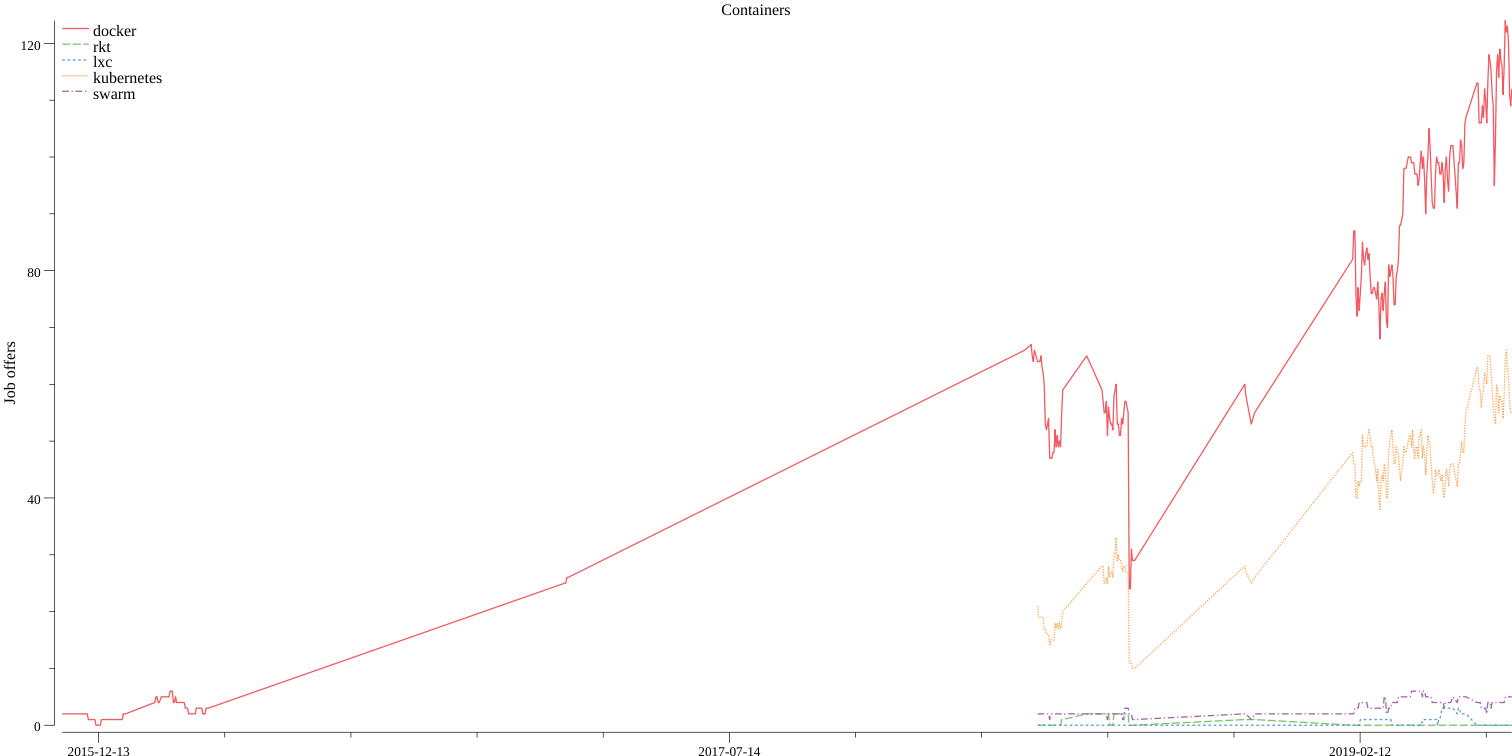 Containers
docker
rkt
lxc
kubernetes
swarm
120
80
40
0
Job offers
2015-12-13
2017-07-14
2019-02-12